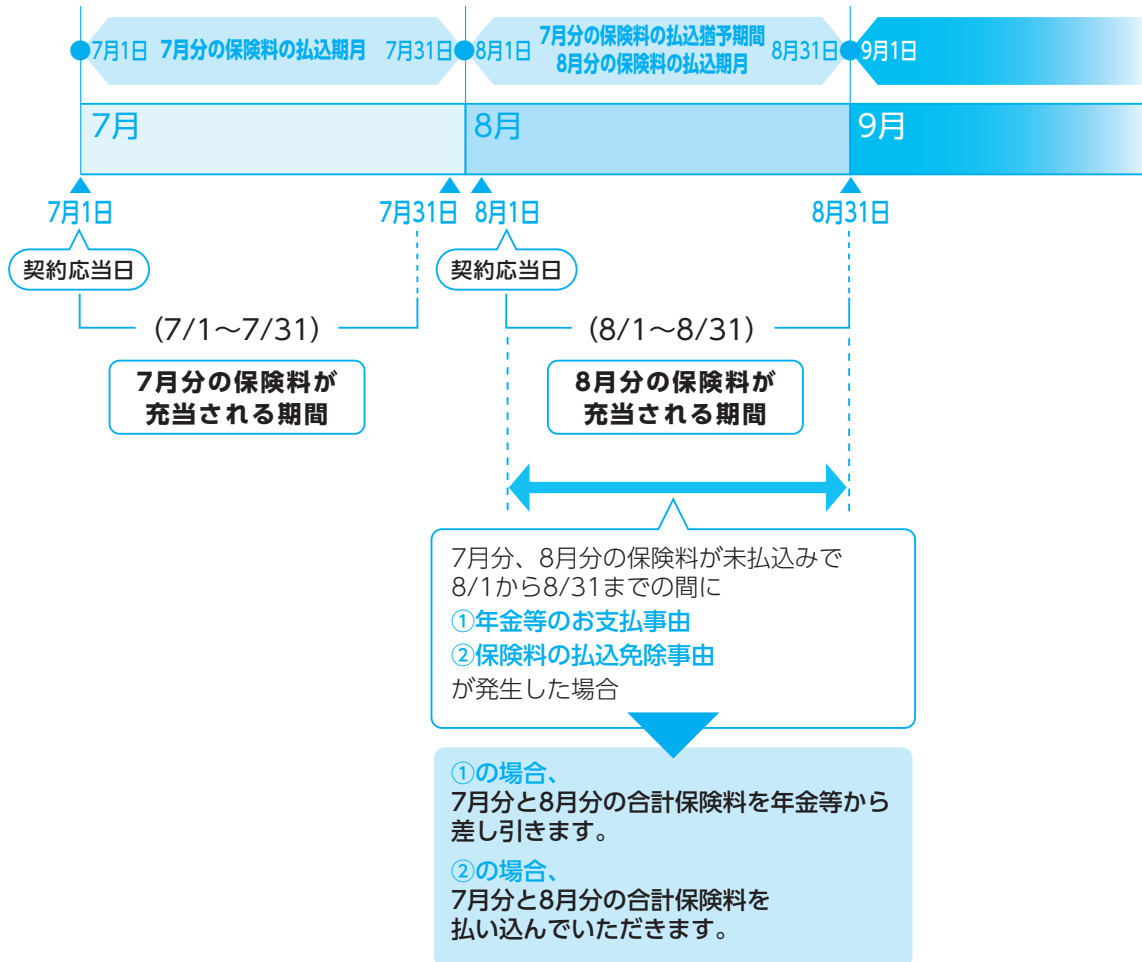 7月1日 7月分の保険料の払込期月 7月31日
8月1日 7月分の保険料の払込猶予期間 8月31日
8月分の保険料の払込期月
9月1日
7月
8月
9月
7月1日
7月31日
8月1日
8月31日
契約応当日
契約応当日
(7/1〜7/31)
(8/1〜8/31)
7月分の保険料が
充当される期間
8月分の保険料が
充当される期間
7月分、8月分の保険料が未払込みで
8/1から8/31までの間に
①年金等のお支払事由
②保険料の払込免除事由
が発生した場合
①の場合、
7月分と8月分の合計保険料を年金等から
差し引きます。
②の場合、
7月分と8月分の合計保険料を
払い込んでいただきます。